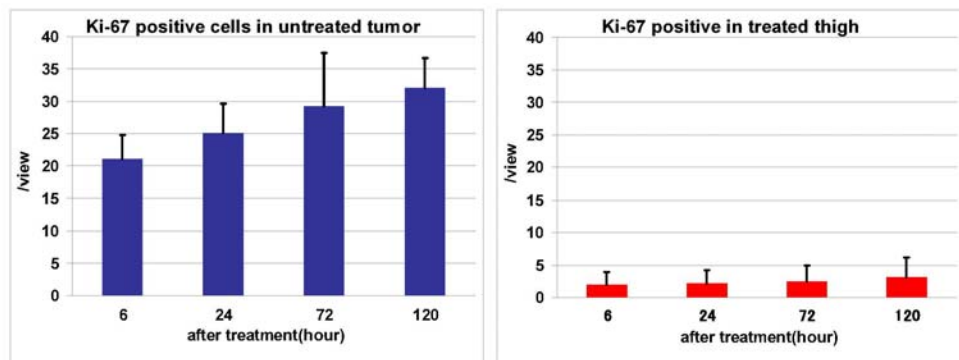 Ki-67 positive cells in untreated tumor
40
35
30
25
20
15
10
5
0
/view
6 24 72 120
after treatment(hour)
Ki-67 positive in treated thigh
40
35
30
25
20
15
10
5
0
/view
6 24 72 120
after treatment(hour)